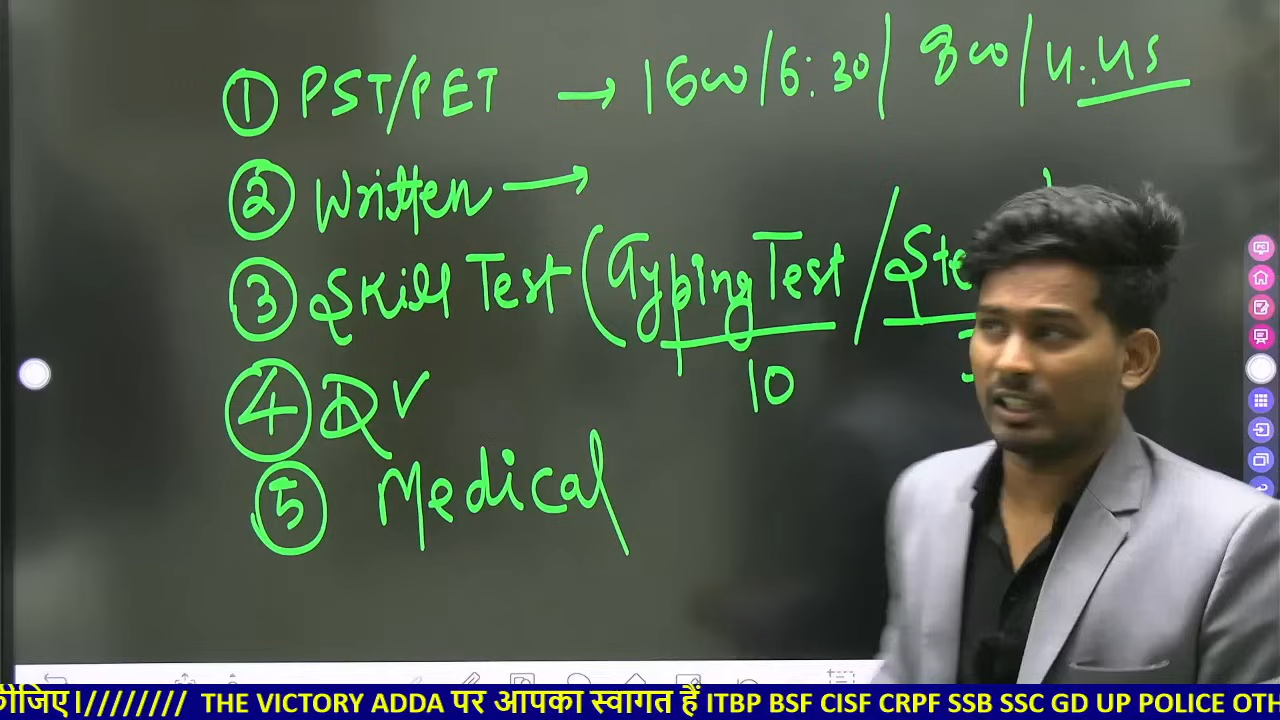 ① PST/PET → 1600/6:30/800/4:45
② Written →
③ Skill Test (Typing Test / Ste
10
④ DV
⑤ Medical
कीजिए।//////// THE VICTORY ADDA पर आपका स्वागत हैं ITBP BSF CISF CRPF SSB SSC GD UP POLICE OTH